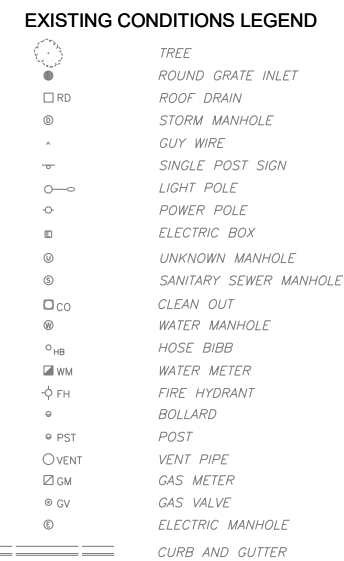 EXISTING CONDITIONS LEGEND
TREE
ROUND GRATE INLET
RD ROOF DRAIN
D STORM MANHOLE
GUY WIRE
SINGLE POST SIGN
LIGHT POLE
POWER POLE
E ELECTRIC BOX
U UNKNOWN MANHOLE
S SANITARY SEWER MANHOLE
CO CLEAN OUT
W WATER MANHOLE
HB HOSE BIBB
WM WATER METER
FH FIRE HYDRANT
BOLLARD
PST POST
VENT VENT PIPE
GM GAS METER
GV GAS VALVE
E ELECTRIC MANHOLE
CURB AND GUTTER